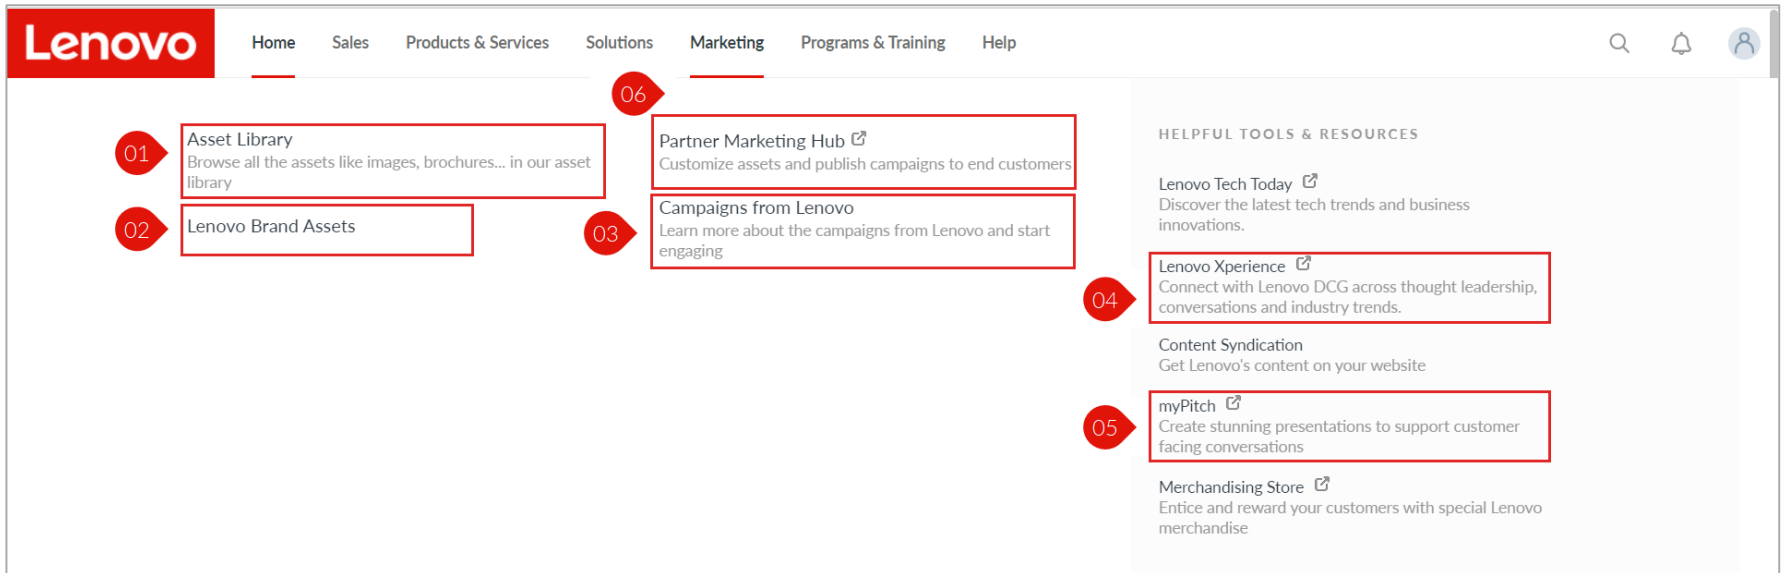 Lenovo
Home Sales Products & Services Solutions Marketing Programs & Training Help
01
Asset Library
Browse all the assets like images, brochures... in our asset
library
02
Lenovo Brand Assets
06
Partner Marketing Hub
Customize assets and publish campaigns to end customers
03
Campaigns from Lenovo
Learn more about the campaigns from Lenovo and start
engaging
HELPFUL TOOLS & RESOURCES
Lenovo Tech Today
Discover the latest tech trends and business
innovations.
04
Lenovo Xperience
Connect with Lenovo DCG across thought leadership,
conversations and industry trends.
Content Syndication
Get Lenovo's content on your website
05
myPitch
Create stunning presentations to support customer
facing conversations
Merchandising Store
Entice and reward your customers with special Lenovo
merchandise